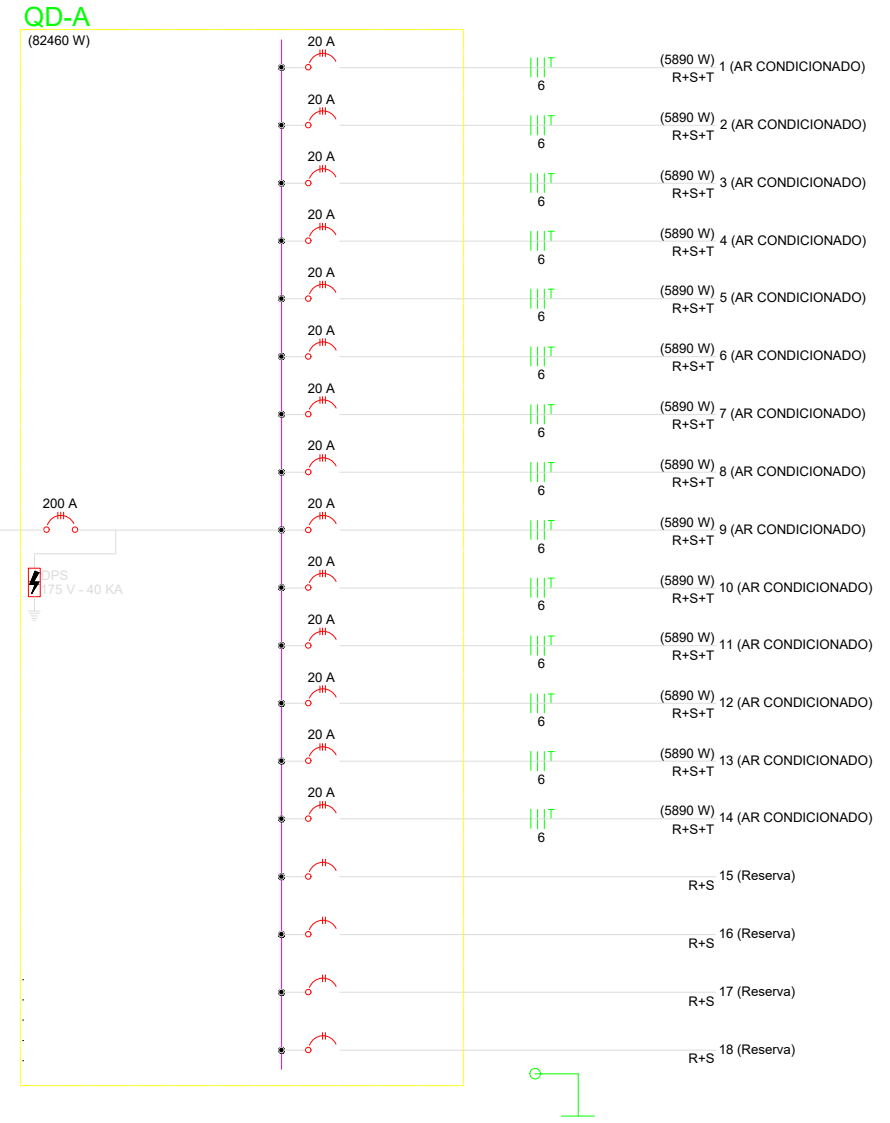 QD-A
(82460 W)
20 A
(5890 W) 1 (AR CONDICIONADO)
R+S+T
T
6
20 A
(5890 W) 2 (AR CONDICIONADO)
R+S+T
T
6
20 A
(5890 W) 3 (AR CONDICIONADO)
R+S+T
T
6
20 A
(5890 W) 4 (AR CONDICIONADO)
R+S+T
T
6
20 A
(5890 W) 5 (AR CONDICIONADO)
R+S+T
T
6
20 A
(5890 W) 6 (AR CONDICIONADO)
R+S+T
T
6
20 A
(5890 W) 7 (AR CONDICIONADO)
R+S+T
T
6
20 A
(5890 W) 8 (AR CONDICIONADO)
R+S+T
T
6
200 A
20 A
(5890 W) 9 (AR CONDICIONADO)
R+S+T
T
6
DPS
175 V - 40 KA
20 A
(5890 W) 10 (AR CONDICIONADO)
R+S+T
T
6
20 A
(5890 W) 11 (AR CONDICIONADO)
R+S+T
T
6
20 A
(5890 W) 12 (AR CONDICIONADO)
R+S+T
T
6
20 A
(5890 W) 13 (AR CONDICIONADO)
R+S+T
T
6
20 A
(5890 W) 14 (AR CONDICIONADO)
R+S+T
T
6
15 (Reserva)
R+S
16 (Reserva)
R+S
17 (Reserva)
R+S
18 (Reserva)
R+S